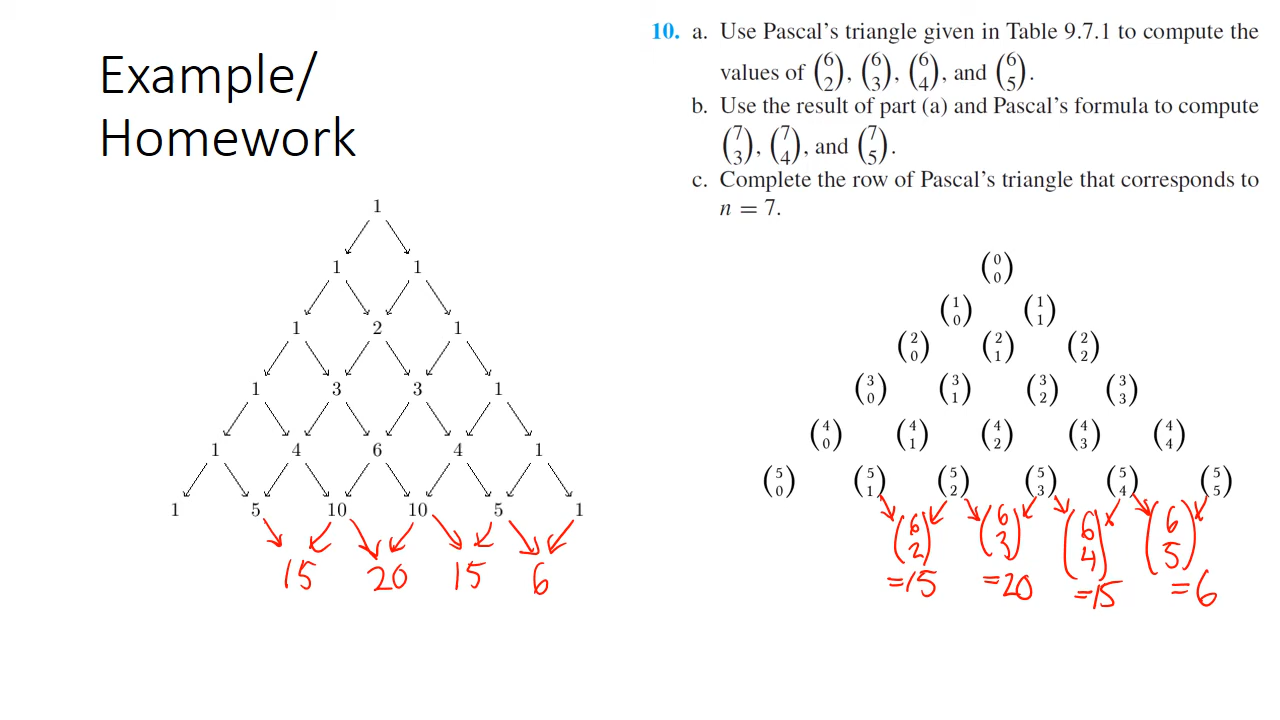 Example/
Homework
10. a. Use Pascal's triangle given in Table 9.7.1 to compute the
values of (6 2), (6 3), (6 4), and (6 5).
b. Use the result of part (a) and Pascal's formula to compute
(7 3), (7 4), and (7 5).
c. Complete the row of Pascal's triangle that corresponds to
n = 7.
1
1 1
1 2 1
1 3 3 1
1 4 6 4 1
1 5 10 10 5 1
15 20 15 6
(0 0)
(1 0) (1 1)
(2 0) (2 1) (2 2)
(3 0) (3 1) (3 2) (3 3)
(4 0) (4 1) (4 2) (4 3) (4 4)
(5 0) (5 1) (5 2) (5 3) (5 4) (5 5)
(6 2) (6 3) (6 4) (6 5)
=15 =20 =15 =6